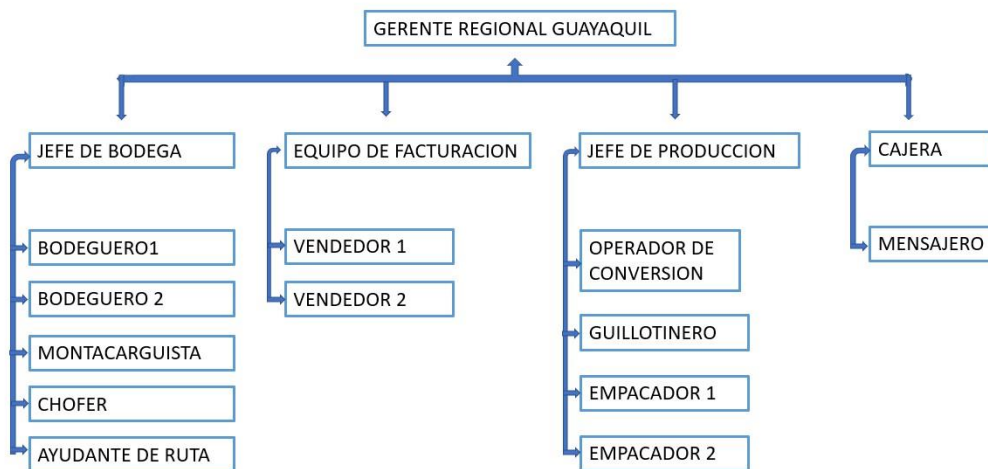 GERENTE REGIONAL GUAYAQUIL
JEFE DE BODEGA
BODEGUERO1
BODEGUERO 2
MONTACARGUISTA
CHOFER
AYUDANTE DE RUTA
EQUIPO DE FACTURACION
VENDEDOR 1
VENDEDOR 2
JEFE DE PRODUCCION
OPERADOR DE
CONVERSION
GUILLOTINERO
EMPACADOR 1
EMPACADOR 2
CAJERA
MENSAJERO